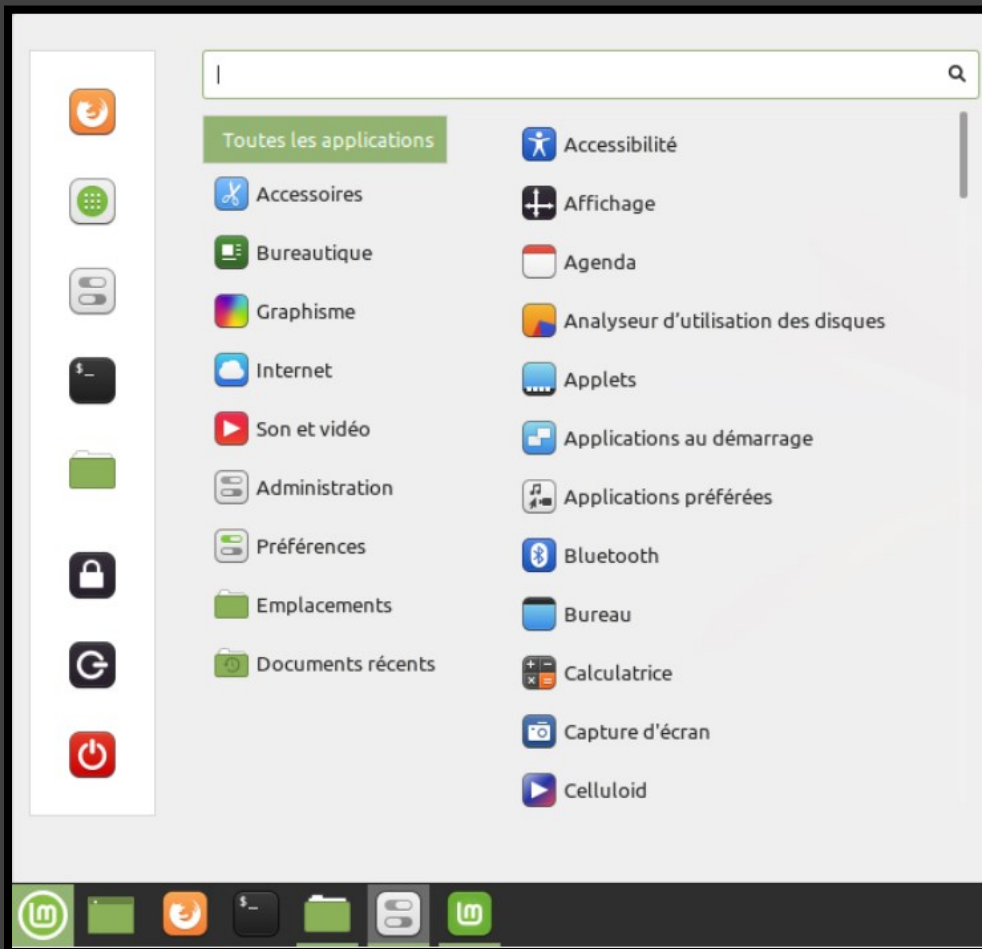 Toutes les applications
Accessoires
Bureautique
Graphisme
Internet
Son et vidéo
Administration
Préférences
Emplacements
Documents récents
Accessibilité
Affichage
Agenda
Analyseur d’utilisation des disques
Applets
Applications au démarrage
Applications préférées
Bluetooth
Bureau
Calculatrice
Capture d'écran
Celluloid
$_
$_